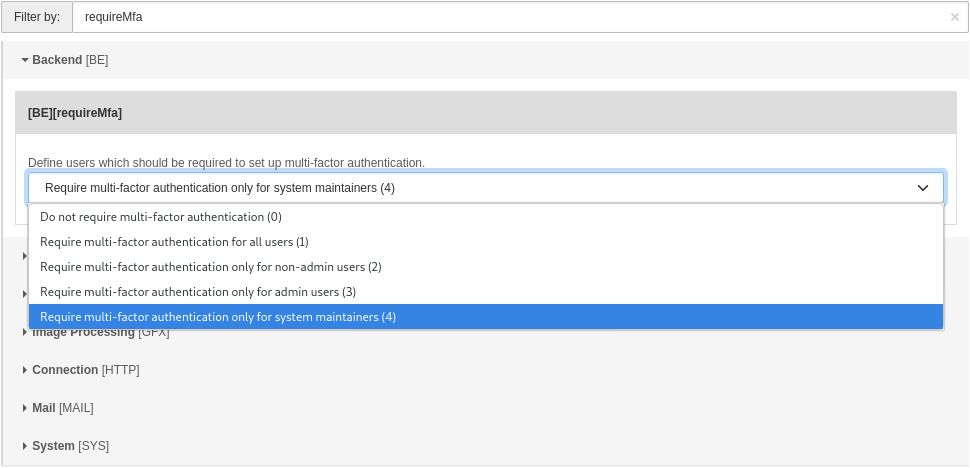 Filter by: requireMfa ×
Backend [BE]
[BE][requireMfa]
Define users which should be required to set up multi-factor authentication.
Require multi-factor authentication only for system maintainers (4)
Do not require multi-factor authentication (0)
Require multi-factor authentication for all users (1)
Require multi-factor authentication only for non-admin users (2)
Require multi-factor authentication only for admin users (3)
Require multi-factor authentication only for system maintainers (4)
Image Processing [GFX]
Connection [HTTP]
Mail [MAIL]
System [SYS]